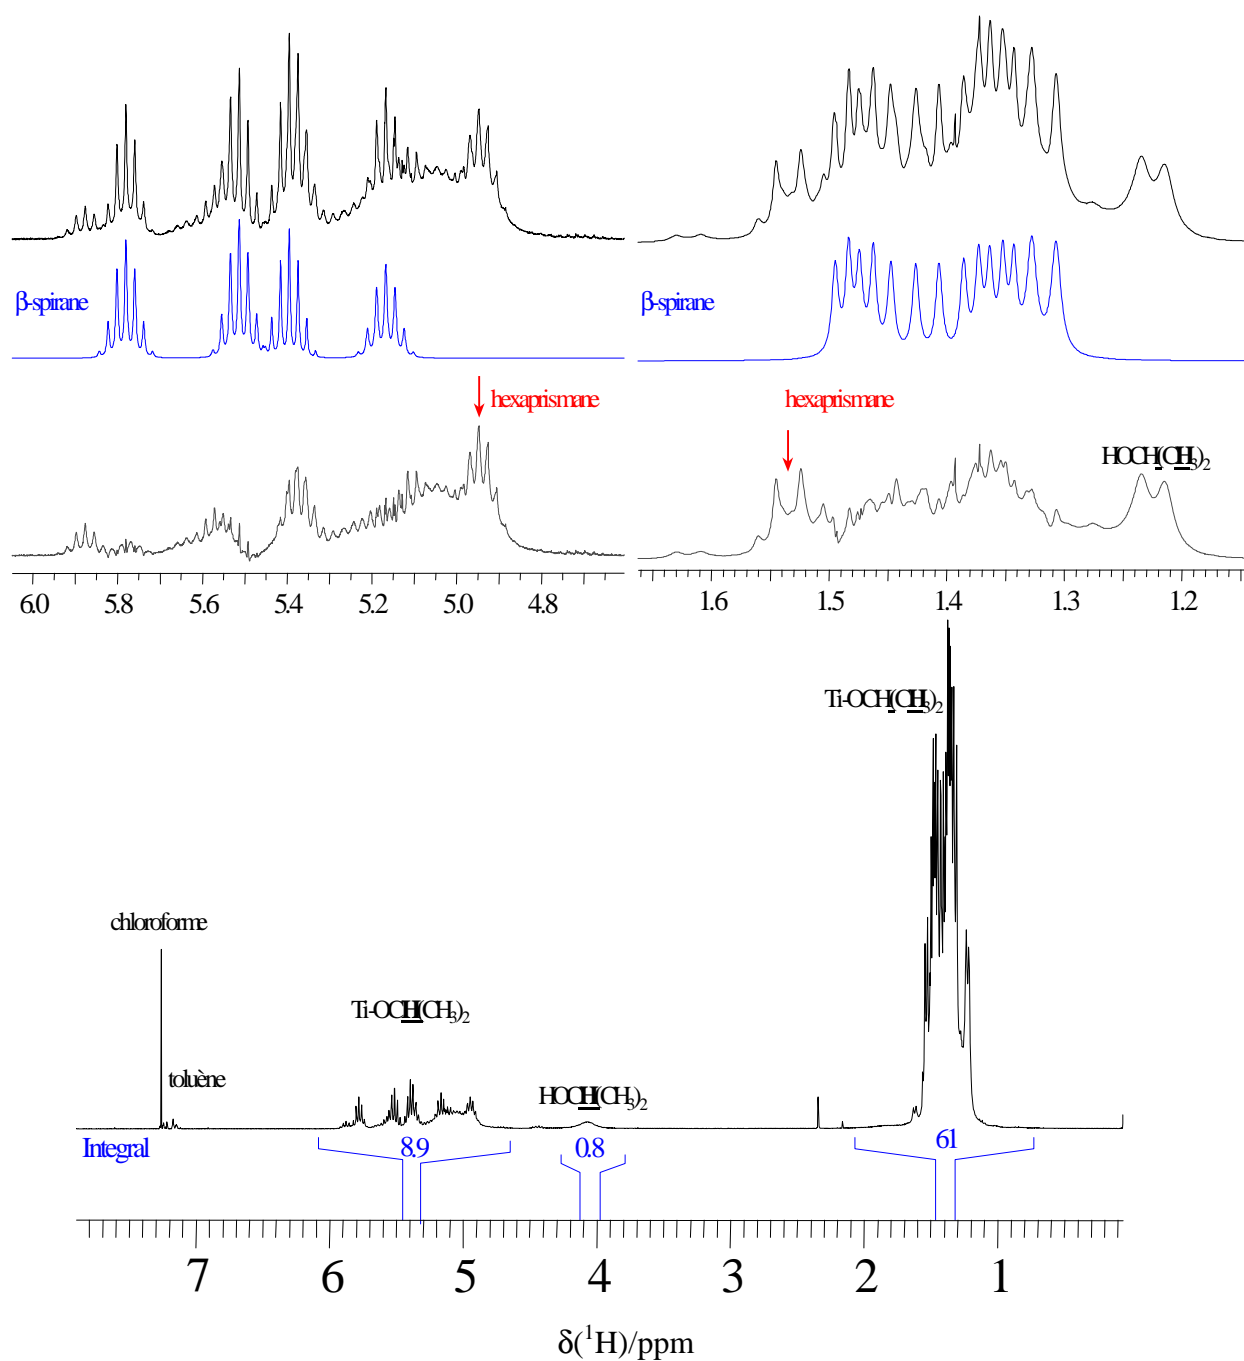 β-spirane
β-spirane
hexaprismane
hexaprismane
HOCH(CH₃)₂
6.0 5.8 5.6 5.4 5.2 5.0 4.8
1.6 1.5 1.4 1.3 1.2
Ti-OCH(CH₃)₂
chloroforme
Ti-OCH(CH₃)₂
toluène
HOCH(CH₃)₂
Integral 8.9 0.8 61
7 6 5 4 3 2 1
δ(¹H)/ppm